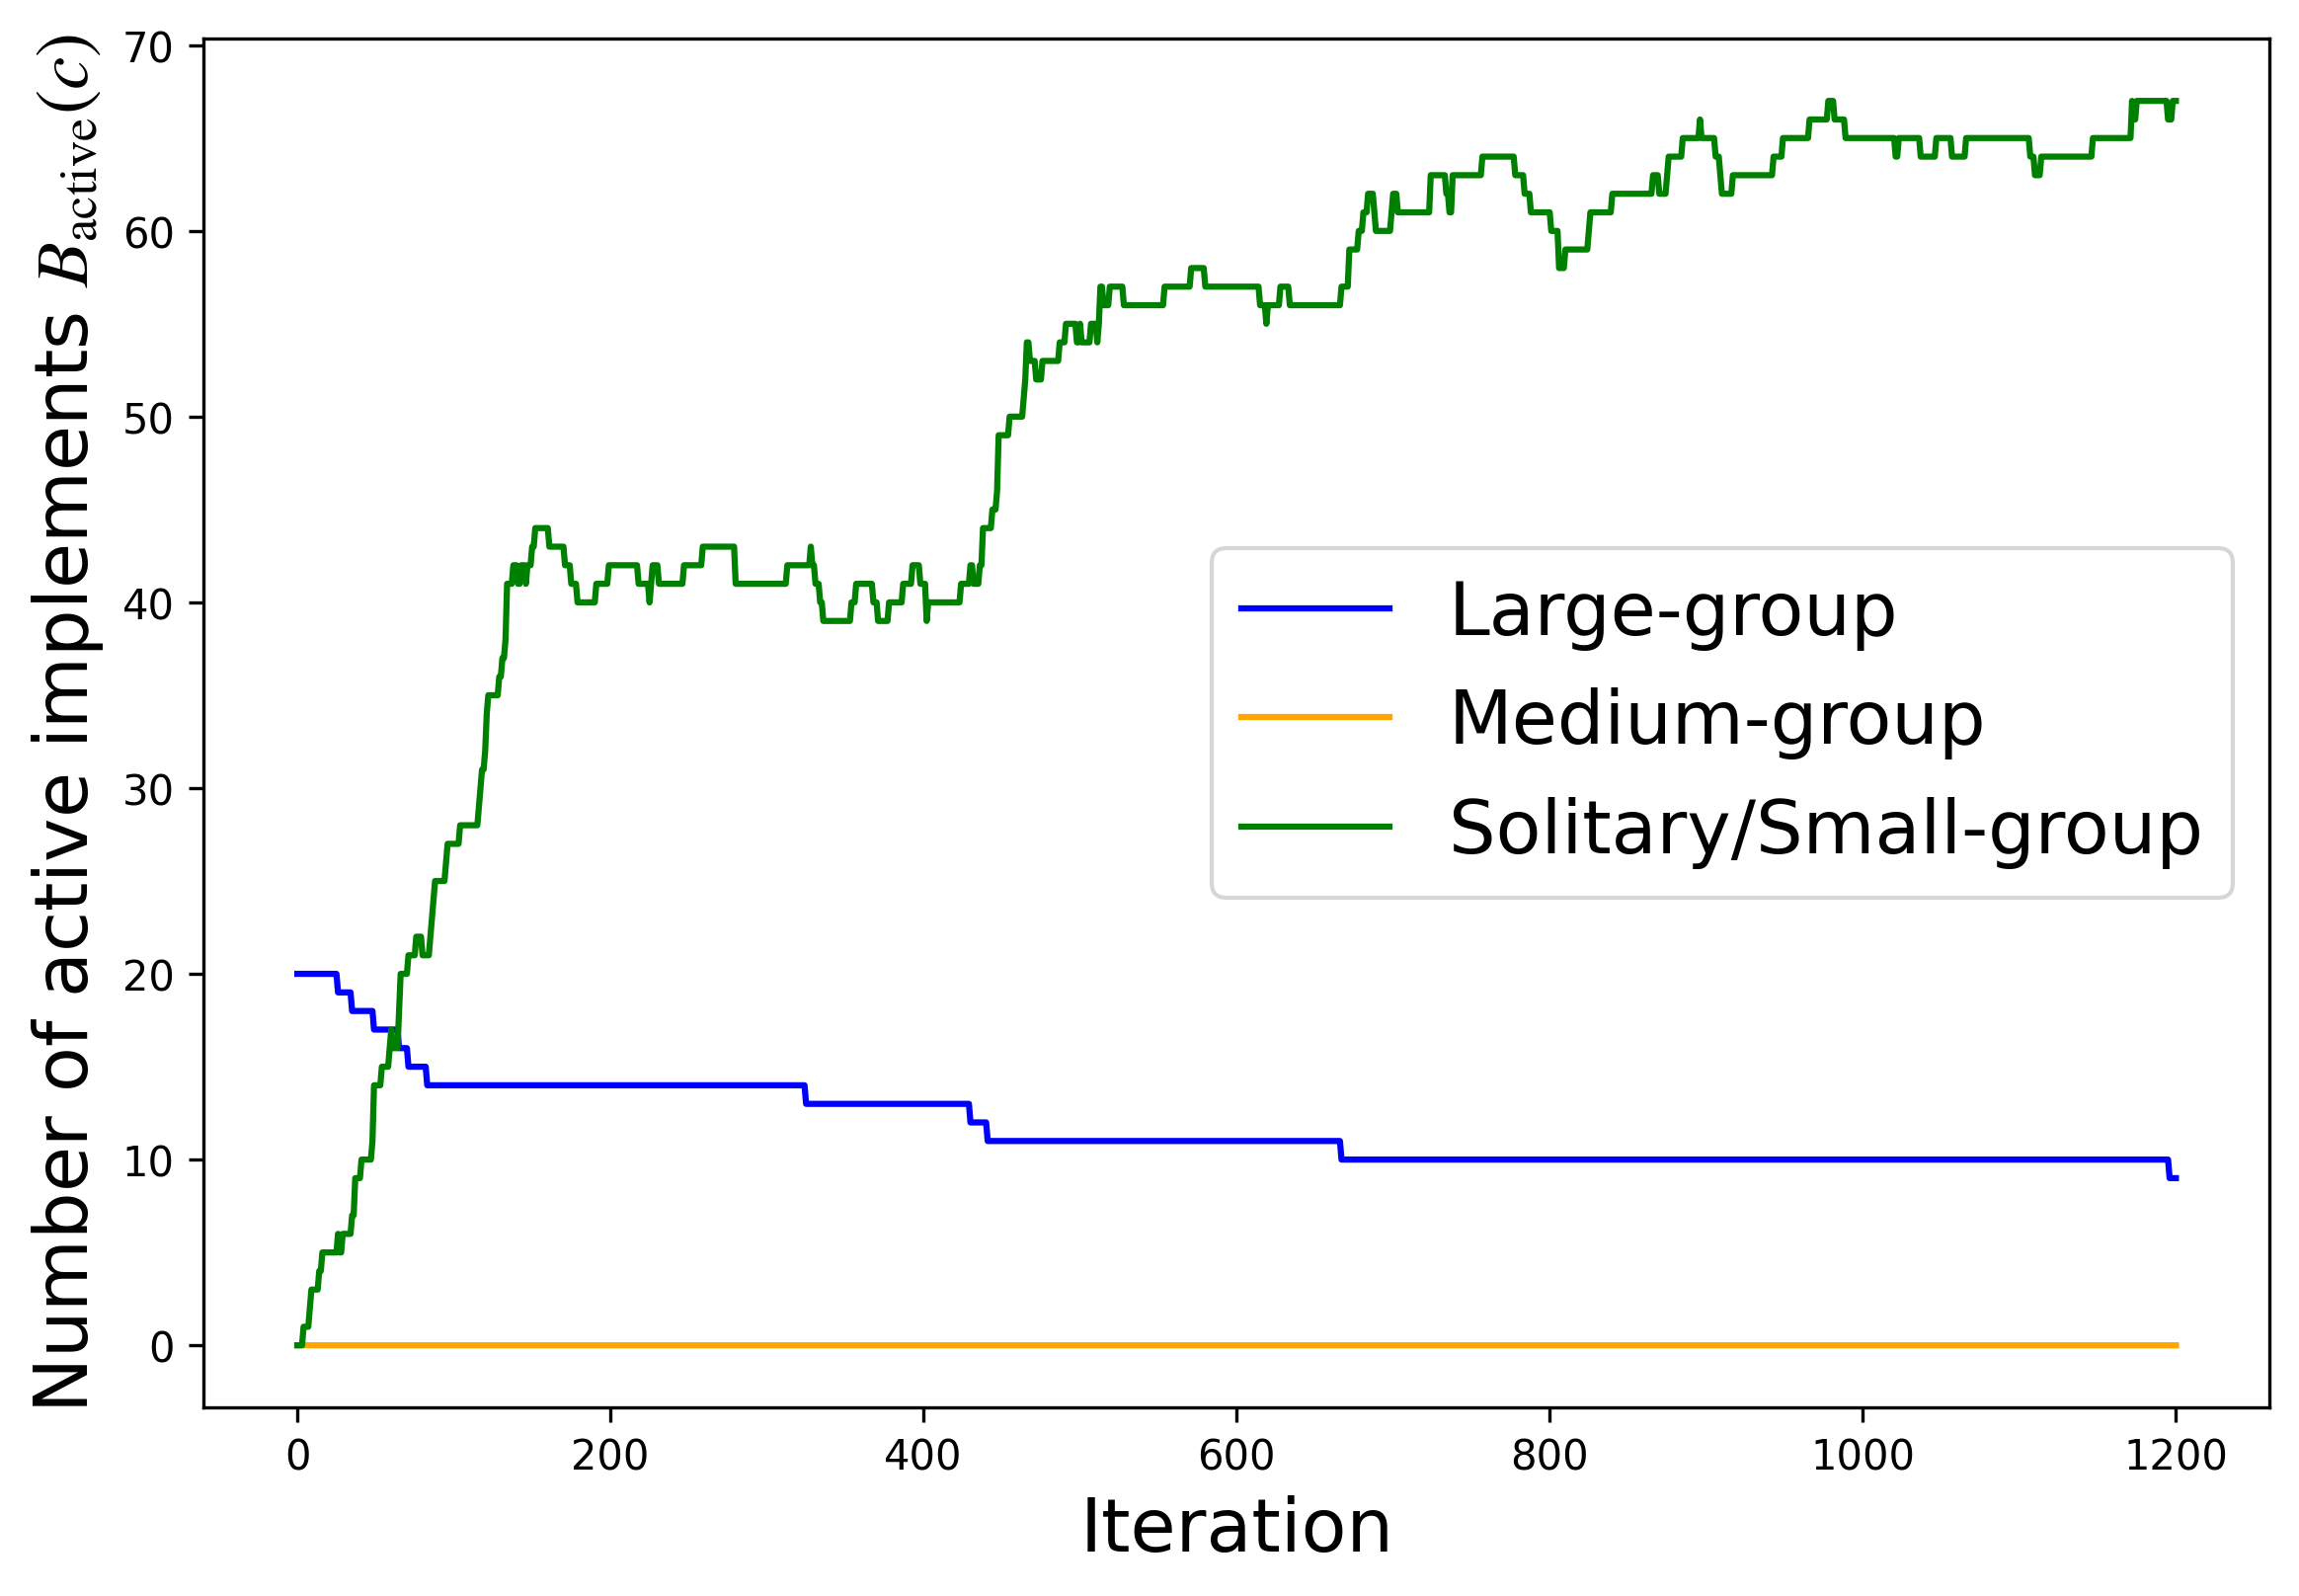 Number of active implements B_active(c)
70
60
50
40
30
20
10
0
Large-group
Medium-group
Solitary/Small-group
0 200 400 600 800 1000 1200
Iteration